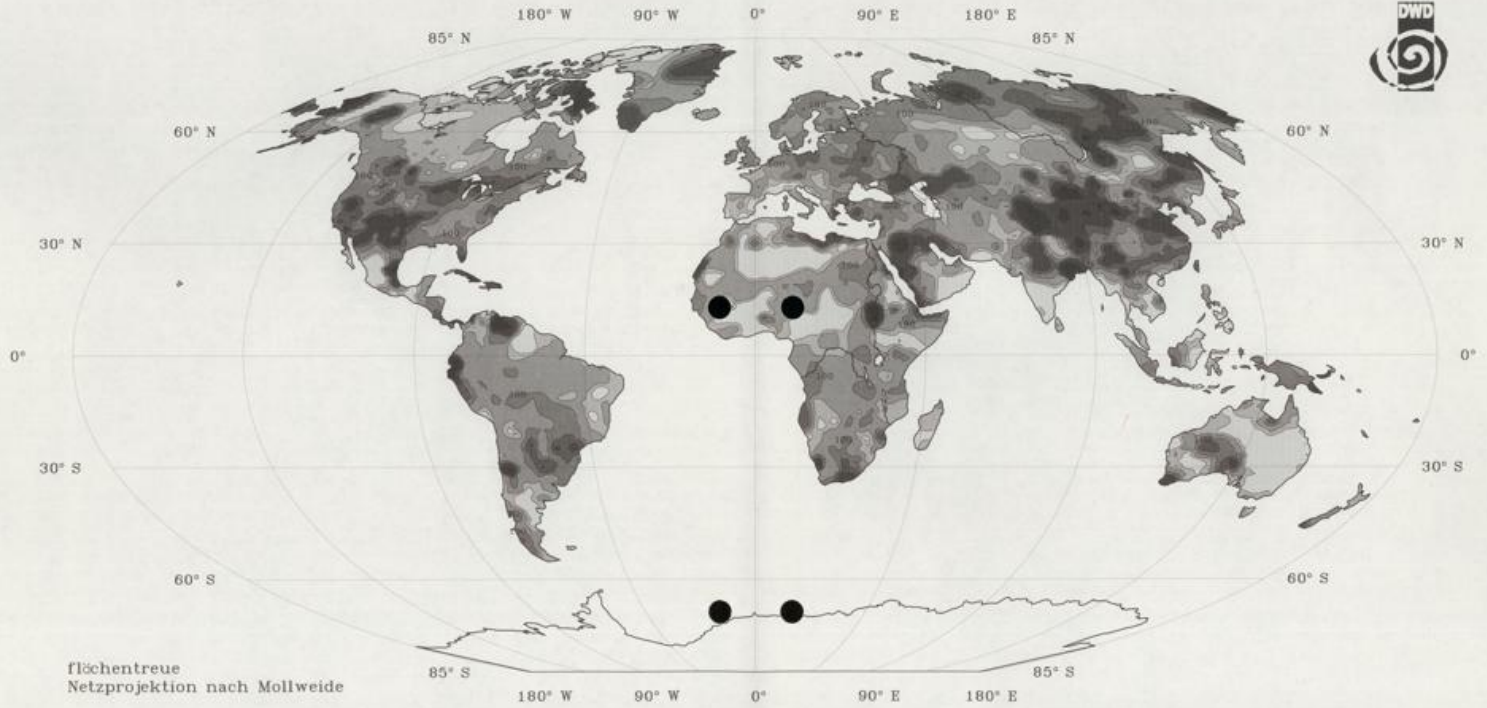 180° W 90° W 0° 90° E 180° E
DWD
85° N 85° N
60° N 60° N
30° N 30° N
0° 0°
30° S 30° S
60° S 60° S
flächentreue
Netzprojektion nach Mollweide
85° S 85° S
180° W 90° W 0° 90° E 180° E